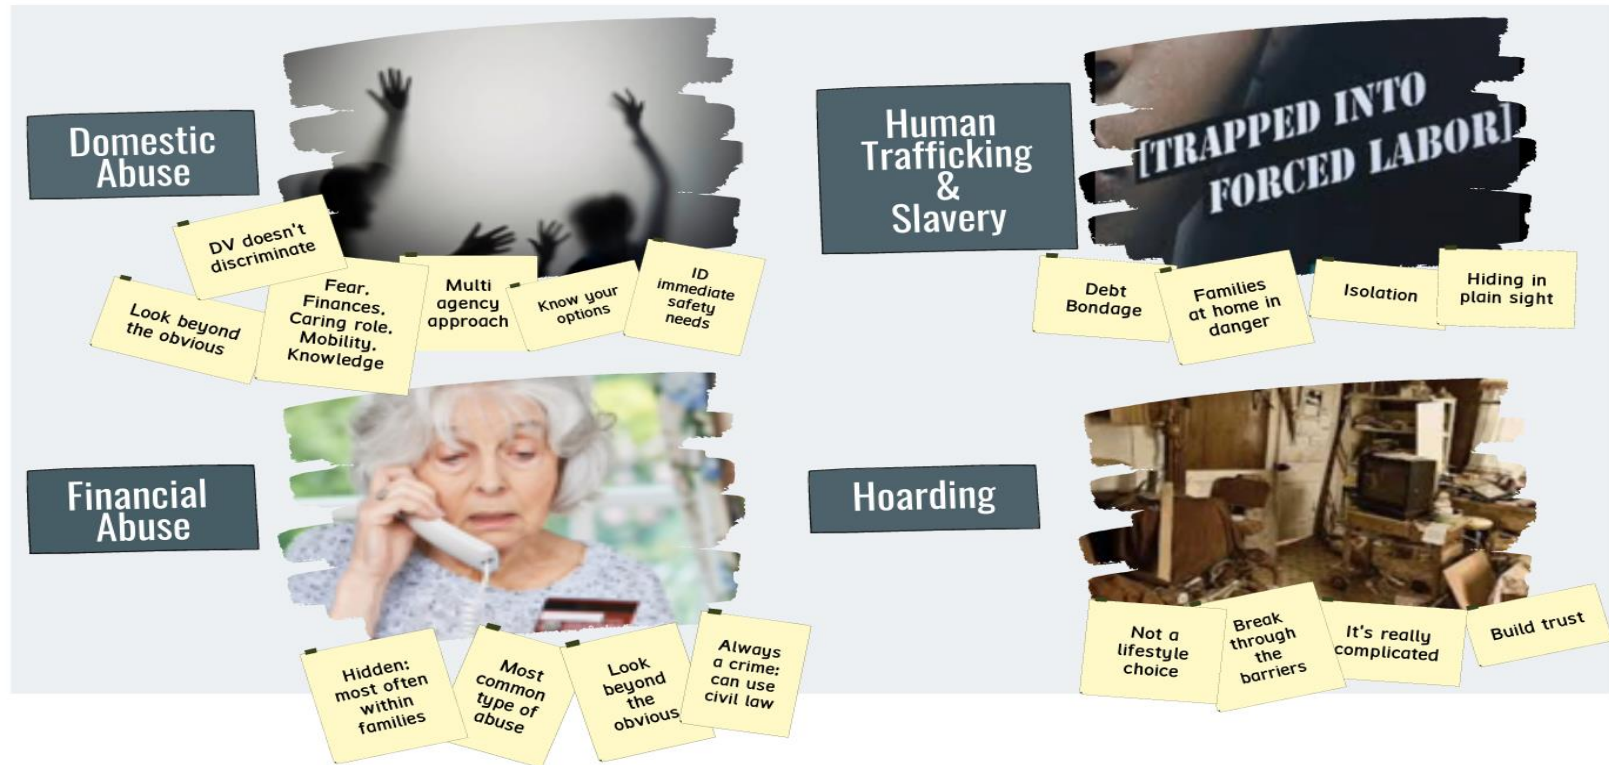 Domestic
Abuse
DV doesn't
discriminate
Look beyond
the obvious
Fear,
Finances,
Caring role,
Mobility,
Knowledge
Multi
agency
approach
Know your
options
ID
immediate
safety
needs
Human
Trafficking
&
Slavery
[TRAPPED INTO
FORCED LABOR]
Debt
Bondage
Families
at home in
danger
Isolation
Hiding in
plain sight
Financial
Abuse
Hidden:
most often
within
families
Most
common
type of
abuse
Look
beyond
the
obvious
Always
a crime:
can use
civil law
Hoarding
Not a
lifestyle
choice
Break
through
the
barriers
It's really
complicated
Build trust